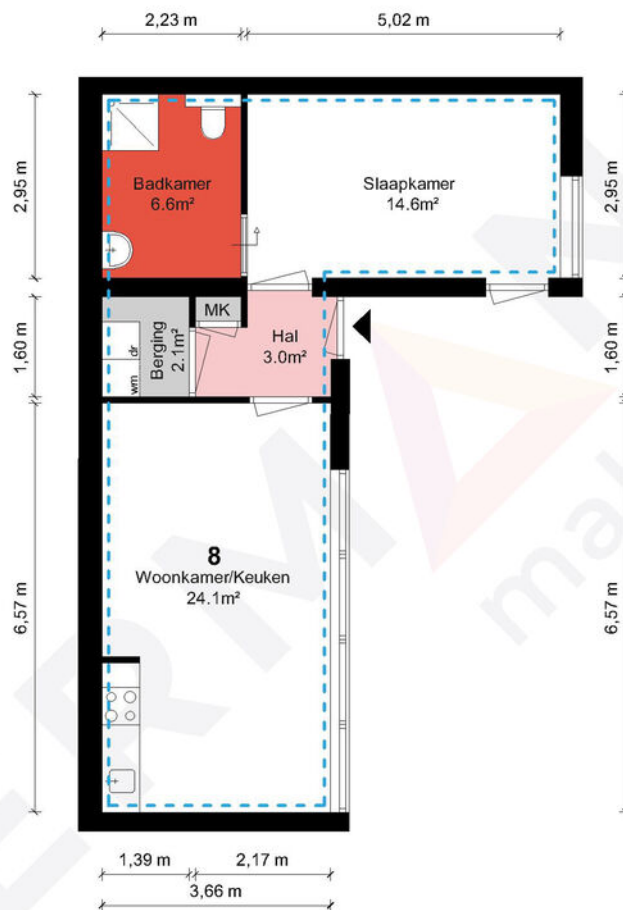 2,23 m
5,02 m
2,95 m
Badkamer
6.6m²
Slaapkamer
14.6m²
2,95 m
1,60 m
MK
Berging
2.1m²
dr
wm
Hal
3.0m²
1,60 m
6,57 m
8
Woonkamer/Keuken
24.1m²
6,57 m
1,39 m
2,17 m
3,66 m
ERM
mak